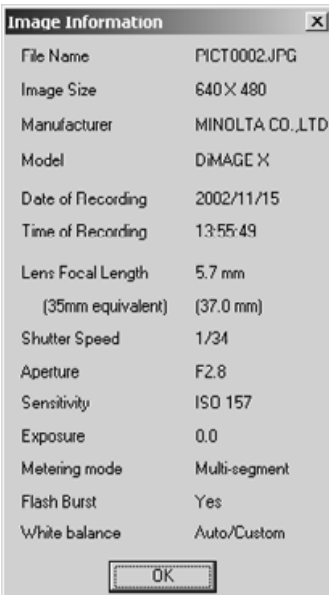 Image Information
File Name PICT0002.JPG
Image Size 640 X 480
Manufacturer MINOLTA CO.,LTD
Model DiMAGE X
Date of Recording 2002/11/15
Time of Recording 13:55:49
Lens Focal Length 5.7 mm
(35mm equivalent) (37.0 mm)
Shutter Speed 1/34
Aperture F2.8
Sensitivity ISO 157
Exposure 0.0
Metering mode Multi-segment
Flash Burst Yes
White balance Auto/Custom
OK